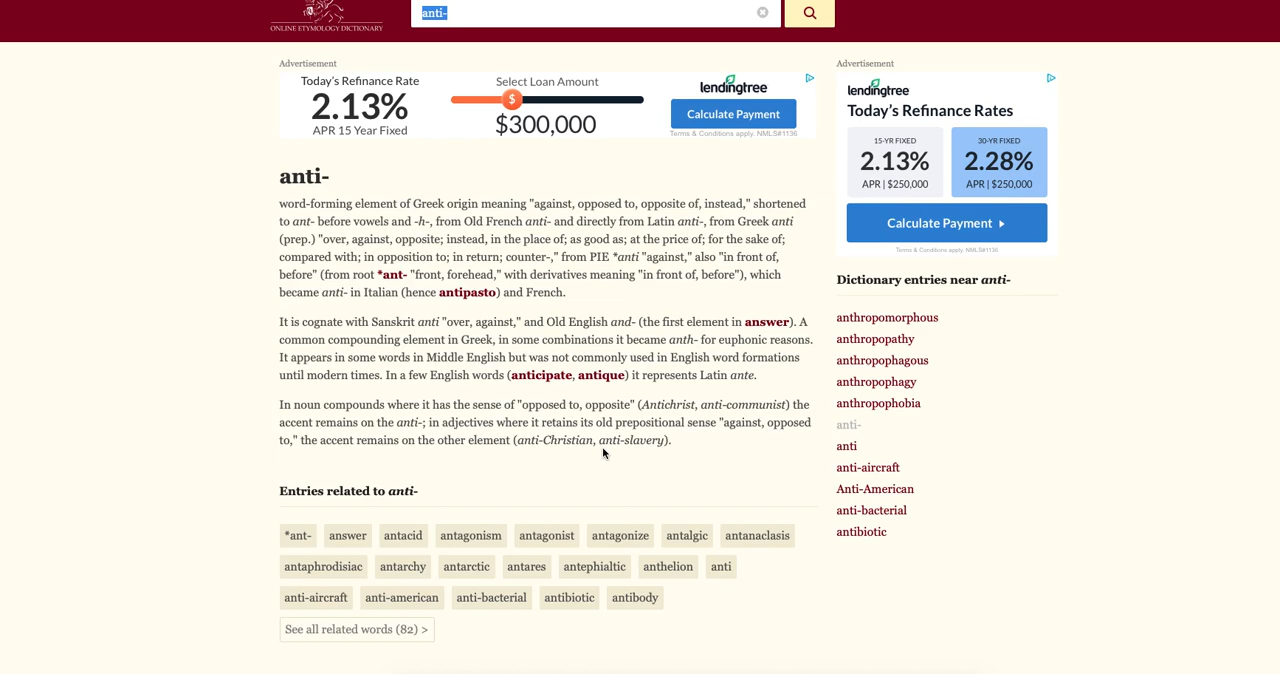 ONLINE ETYMOLOGY DICTIONARY
anti-
Advertisement
Today's Refinance Rate
2.13%
APR 15 Year Fixed
Select Loan Amount
$
$300,000
lendingtree
Calculate Payment
Terms & Conditions apply. NMLS#1136
anti-
word-forming element of Greek origin meaning "against, opposed to, opposite of, instead," shortened
to ant- before vowels and -h-, from Old French anti- and directly from Latin anti-, from Greek anti
(prep.) "over, against, opposite; instead, in the place of; as good as; at the price of; for the sake of;
compared with; in opposition to; in return; counter-," from PIE *anti "against," also "in front of,
before" (from root *ant- "front, forehead," with derivatives meaning "in front of, before"), which
became anti- in Italian (hence antipasto) and French.
It is cognate with Sanskrit anti "over, against," and Old English and- (the first element in answer). A
common compounding element in Greek, in some combinations it became anth- for euphonic reasons.
It appears in some words in Middle English but was not commonly used in English word formations
until modern times. In a few English words (anticipate, antique) it represents Latin ante.
In noun compounds where it has the sense of "opposed to, opposite" (Antichrist, anti-communist) the
accent remains on the anti-; in adjectives where it retains its old prepositional sense "against, opposed
to," the accent remains on the other element (anti-Christian, anti-slavery).
Entries related to anti-
*ant- answer antacid antagonism antagonist antagonize antalgic antanaclasis
antaphrodisiac antarchy antarctic antares antephialtic anthelion anti
anti-aircraft anti-american anti-bacterial antibiotic antibody
See all related words (82) >
Advertisement
lendingtree
Today's Refinance Rates
15-YR FIXED
2.13%
APR | $250,000
30-YR FIXED
2.28%
APR | $250,000
Calculate Payment
Terms & Conditions apply. NMLS#1136
Dictionary entries near anti-
anthropomorphous
anthropopathy
anthropophagous
anthropophagy
anthropophobia
anti-
anti
anti-aircraft
Anti-American
anti-bacterial
antibiotic